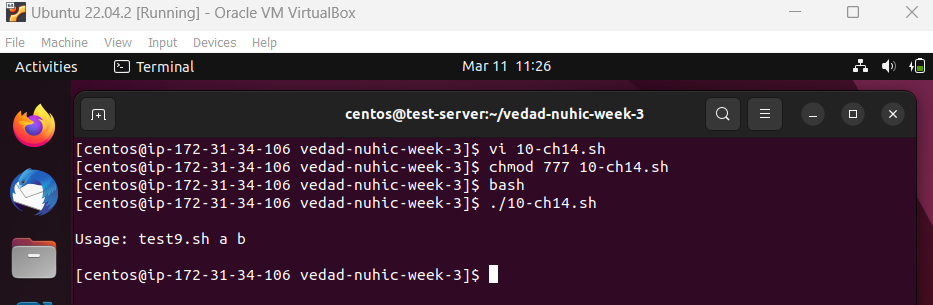 Ubuntu 22.04.2 [Running] - Oracle VM VirtualBox
File Machine View Input Devices Help
Activities Terminal Mar 11 11:26
centos@test-server:~/vedad-nuhic-week-3
[centos@ip-172-31-34-106 vedad-nuhic-week-3]$ vi 10-ch14.sh
[centos@ip-172-31-34-106 vedad-nuhic-week-3]$ chmod 777 10-ch14.sh
[centos@ip-172-31-34-106 vedad-nuhic-week-3]$ bash
[centos@ip-172-31-34-106 vedad-nuhic-week-3]$ ./10-ch14.sh
Usage: test9.sh a b
[centos@ip-172-31-34-106 vedad-nuhic-week-3]$